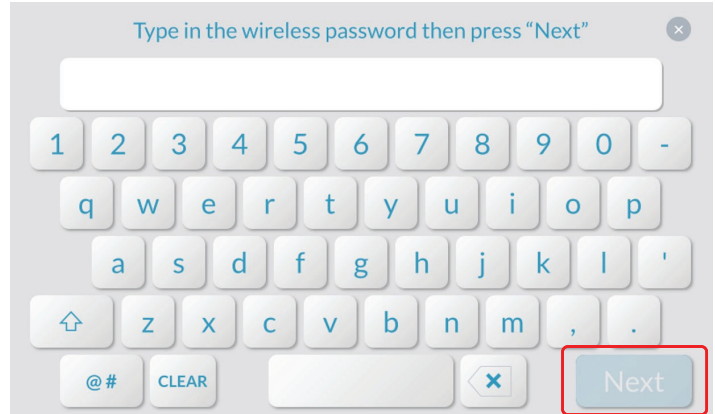 Type in the wireless password then press “Next”
1 2 3 4 5 6 7 8 9 0 -
q w e r t y u i o p
a s d f g h j k l '
z x c v b n m , .
@# CLEAR Next